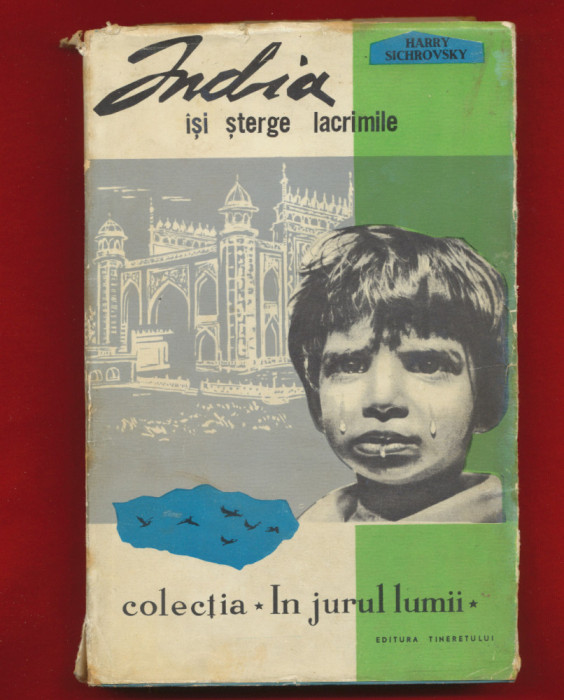 India
își șterge lacrimile
HARRY
SICHROVSKY
colecția ★ In jurul lumii ★
EDITURA TINERETULUI